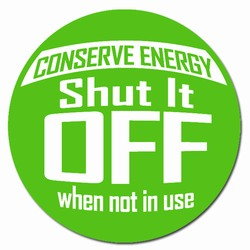 CONSERVE ENERGY
Shut It
OFF
when not in use